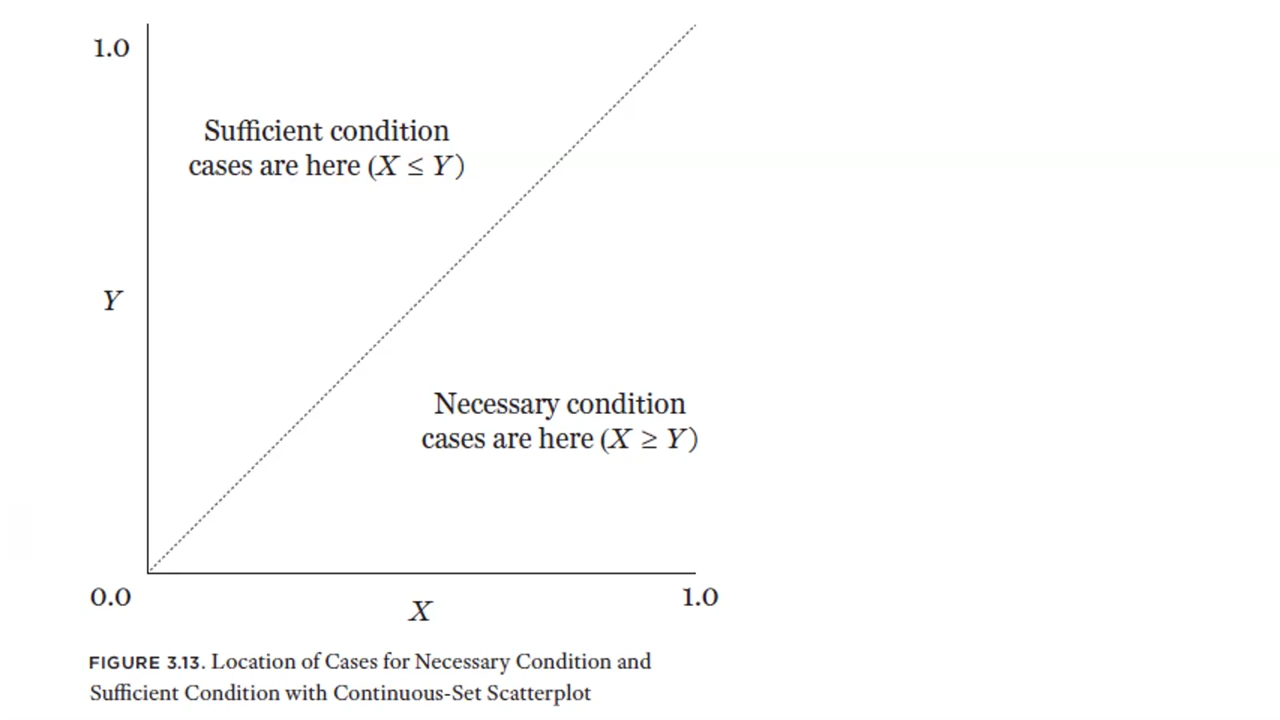 1.0
Sufficient condition
cases are here (X ≤ Y)
Y
Necessary condition
cases are here (X ≥ Y)
0.0
1.0
X
FIGURE 3.13. Location of Cases for Necessary Condition and
Sufficient Condition with Continuous-Set Scatterplot